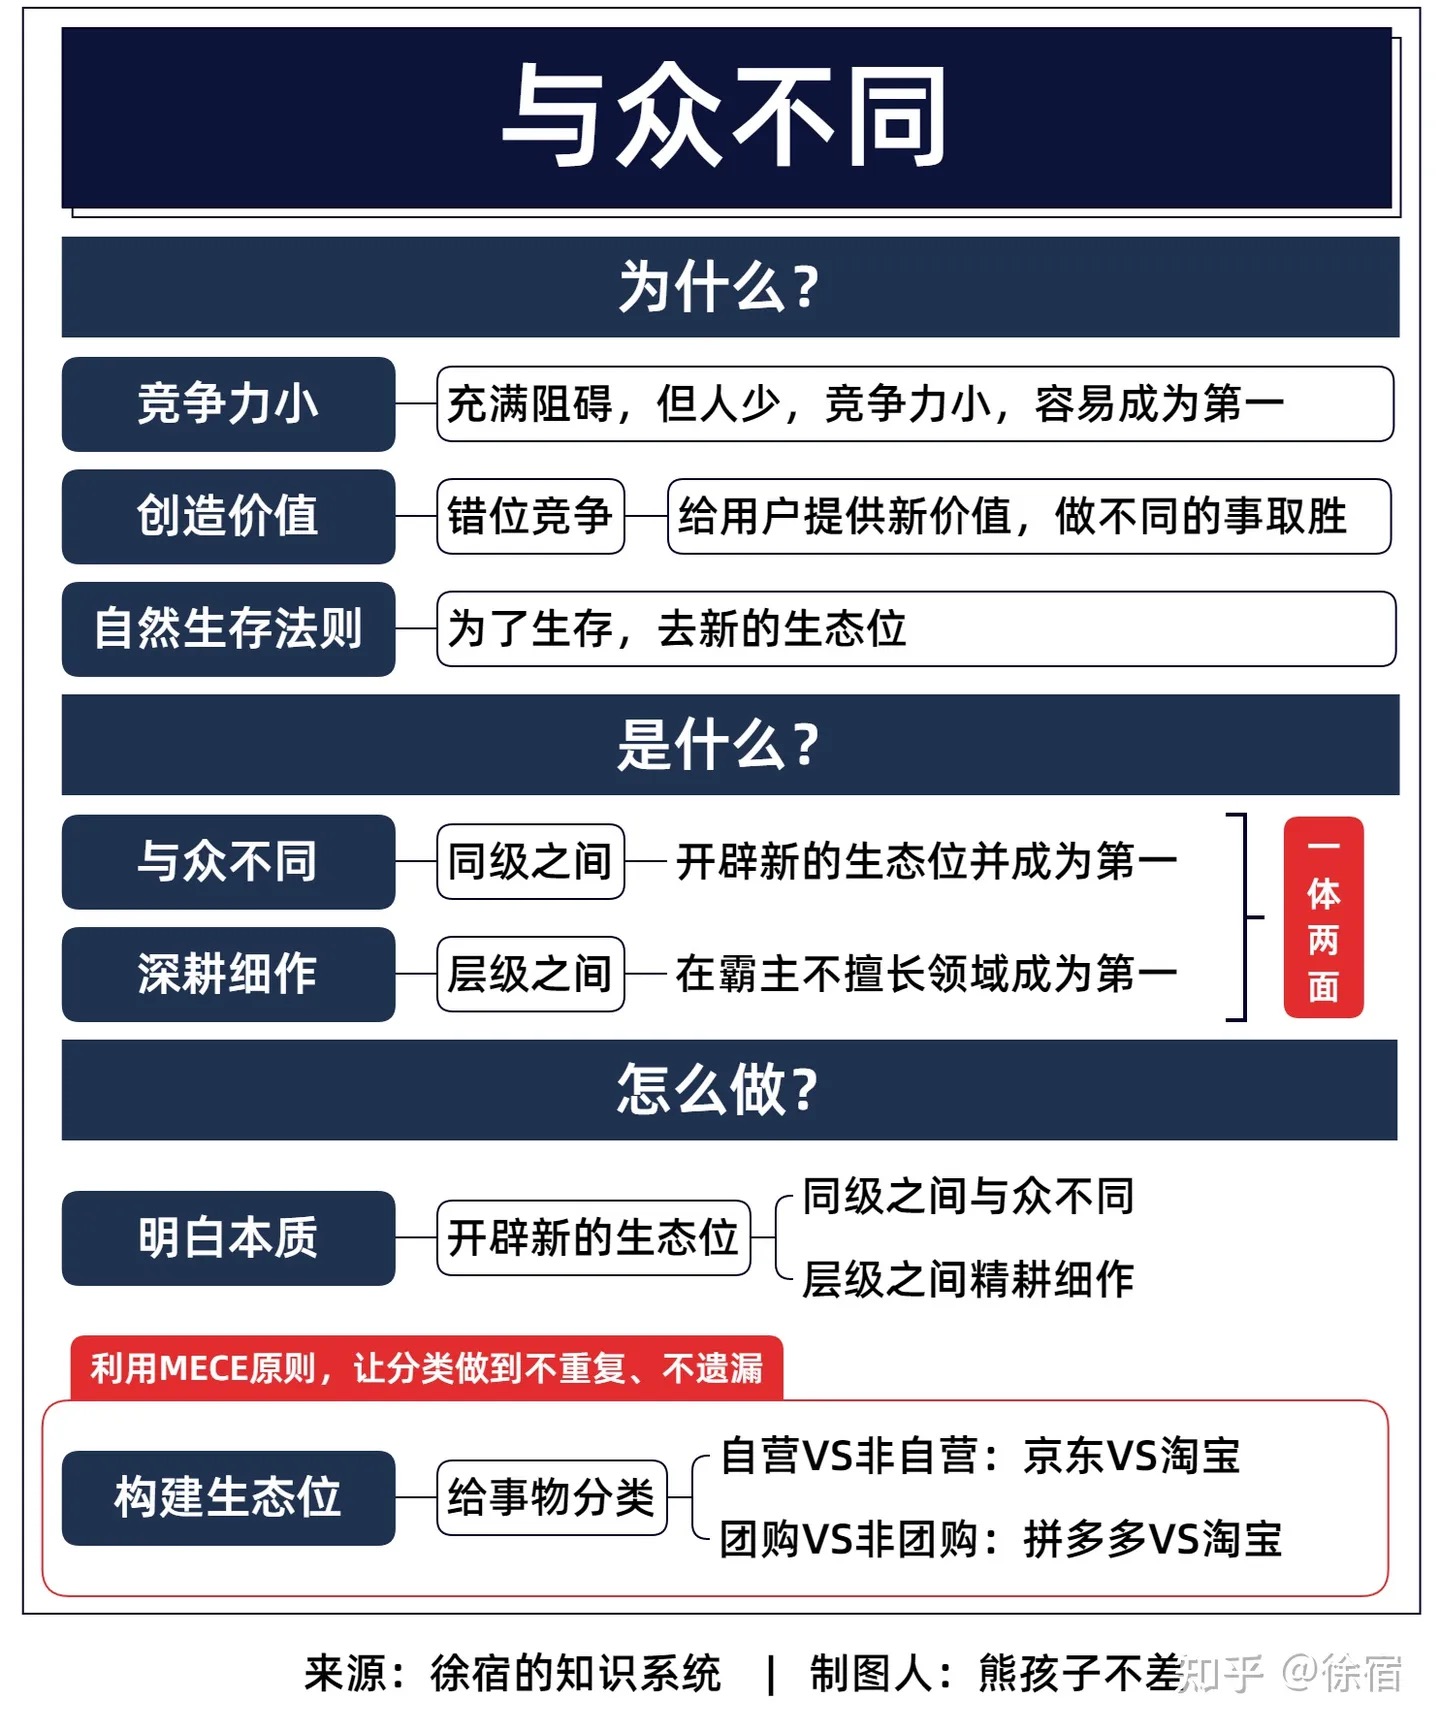 与众不同
为什么？
竞争力小
充满阻碍，但人少，竞争力小，容易成为第一
创造价值
错位竞争
给用户提供新价值，做不同的事取胜
自然生存法则
为了生存，去新的生态位
是什么？
与众不同
同级之间
开辟新的生态位并成为第一
深耕细作
层级之间
在霸主不擅长领域成为第一
一体两面
怎么做？
明白本质
开辟新的生态位
同级之间与众不同
层级之间精耕细作
利用MECE原则，让分类做到不重复、不遗漏
构建生态位
给事物分类
自营VS非自营：京东VS淘宝
团购VS非团购：拼多多VS淘宝
来源：徐宿的知识系统 | 制图人：熊孩子不差
知乎 @徐宿